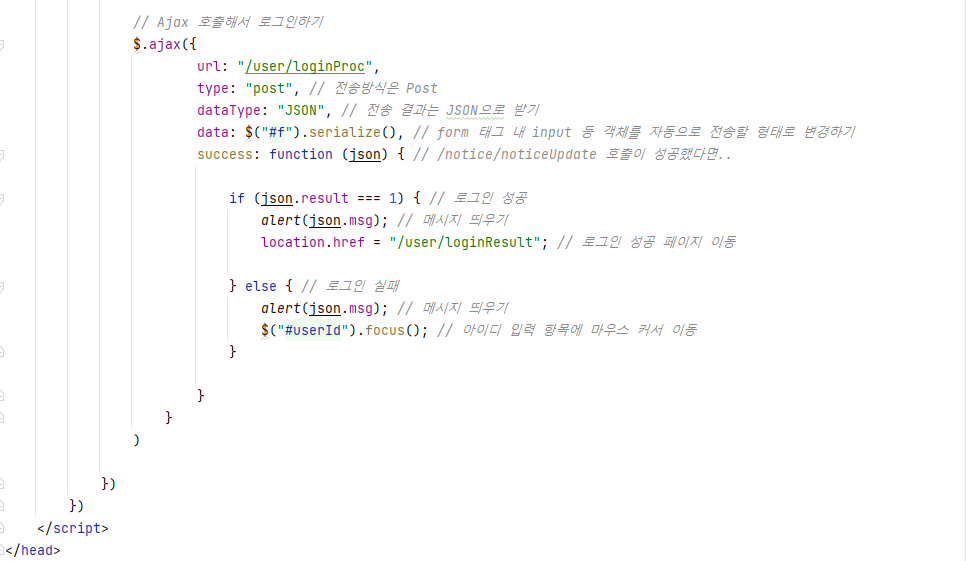 // Ajax 호출해서 로그인하기
$.ajax({
url: "/user/loginProc",
type: "post", // 전송방식은 Post
dataType: "JSON", // 전송 결과는 JSON으로 받기
data: $("#f").serialize(), // form 태그 내 input 등 객체를 자동으로 전송할 형태로 변경하기
success: function (json) { // /notice/noticeUpdate 호출이 성공했다면..
if (json.result === 1) { // 로그인 성공
alert(json.msg); // 메시지 띄우기
location.href = "/user/loginResult"; // 로그인 성공 페이지 이동
} else { // 로그인 실패
alert(json.msg); // 메시지 띄우기
$("#userId").focus(); // 아이디 입력 항목에 마우스 커서 이동
}
}
}
)
})
})
</script>
</head>